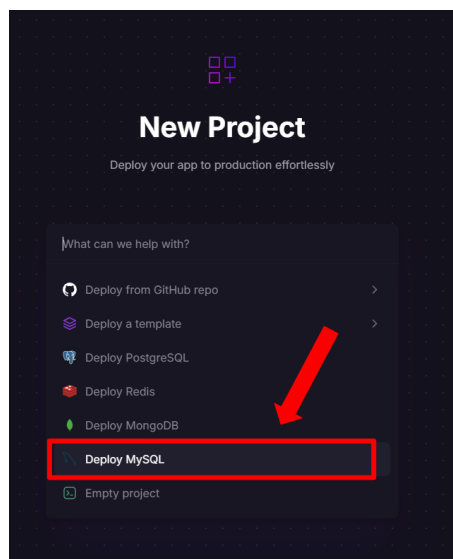 New Project
Deploy your app to production effortlessly
What can we help with?
Deploy from GitHub repo
Deploy a template
Deploy PostgreSQL
Deploy Redis
Deploy MongoDB
Deploy MySQL
Empty project